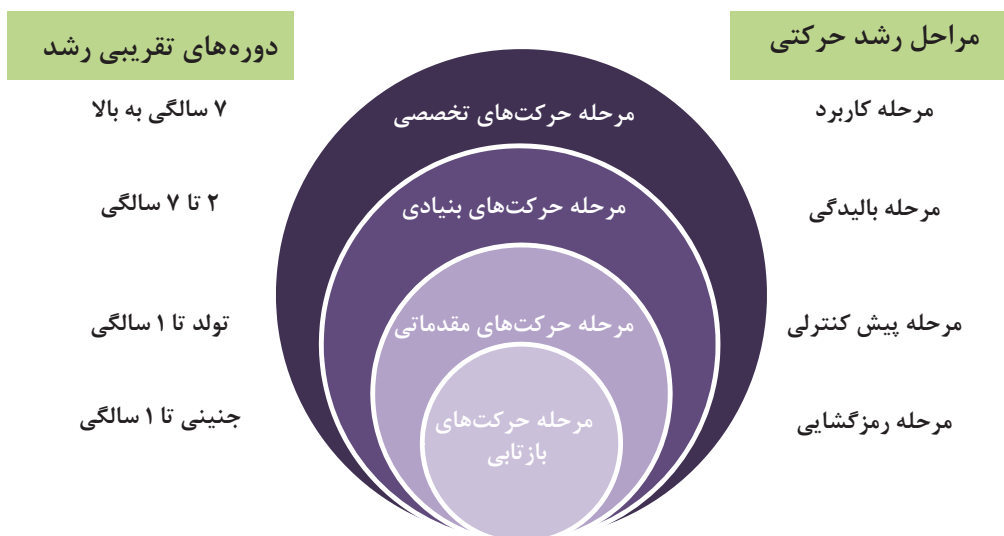 مراحل رشد حرکتی
دوره‌های تقریبی رشد
مرحله کاربرد
مرحله حرکت‌های تخصصی
۷ سالگی به بالا
مرحله بالیدگی
مرحله حرکت‌های بنیادی
۲ تا ۷ سالگی
مرحله پیش کنترلی
مرحله حرکت‌های مقدماتی
تولد تا ۱ سالگی
مرحله رمزگشایی
مرحله حرکت‌های
بازتابی
جنینی تا ۱ سالگی